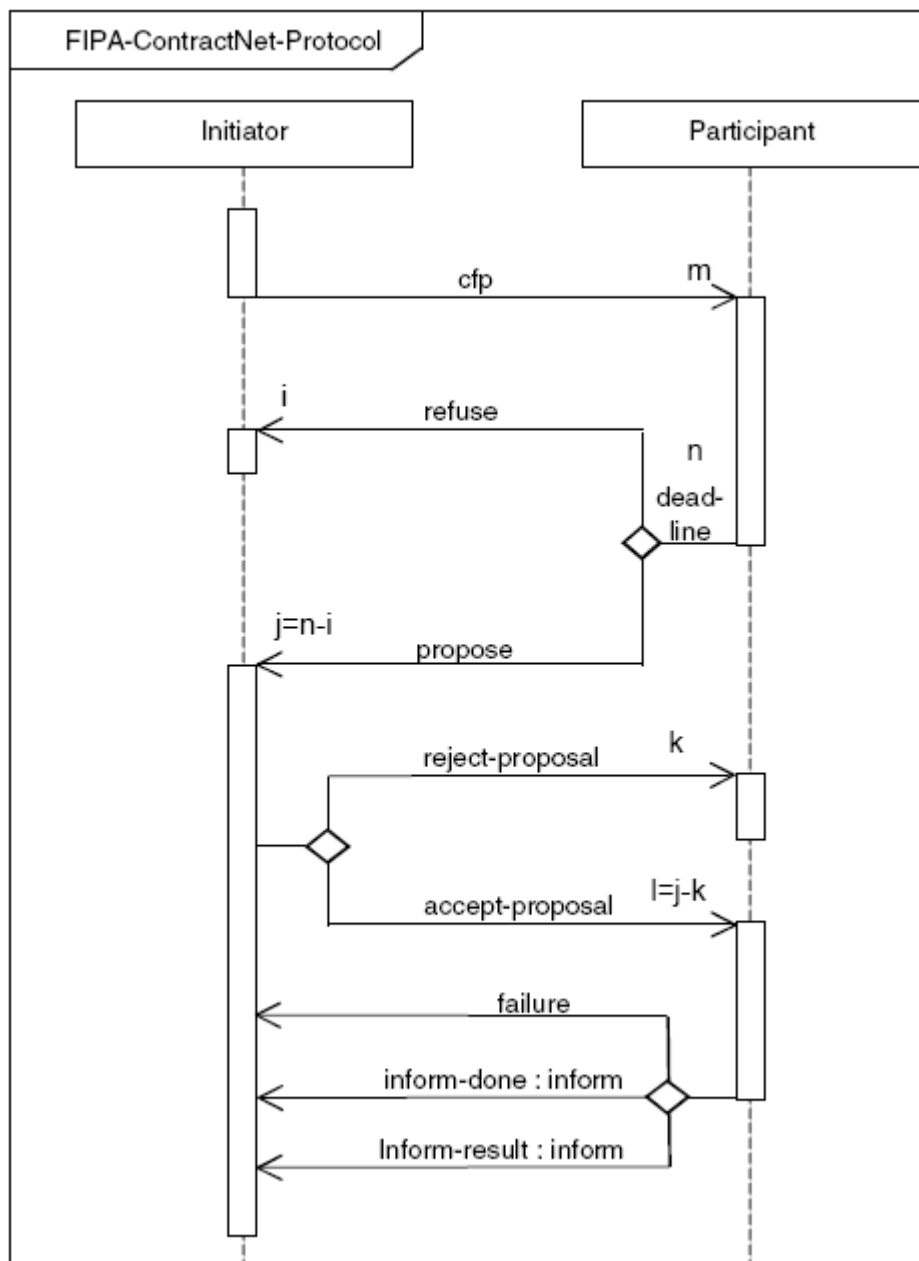 FIPA-ContractNet-Protocol
Initiator
Participant
cfp
m
i
refuse
n
dead-
line
j=n-i
propose
reject-proposal
k
accept-proposal
l=j-k
failure
inform-done : inform
Inform-result : inform